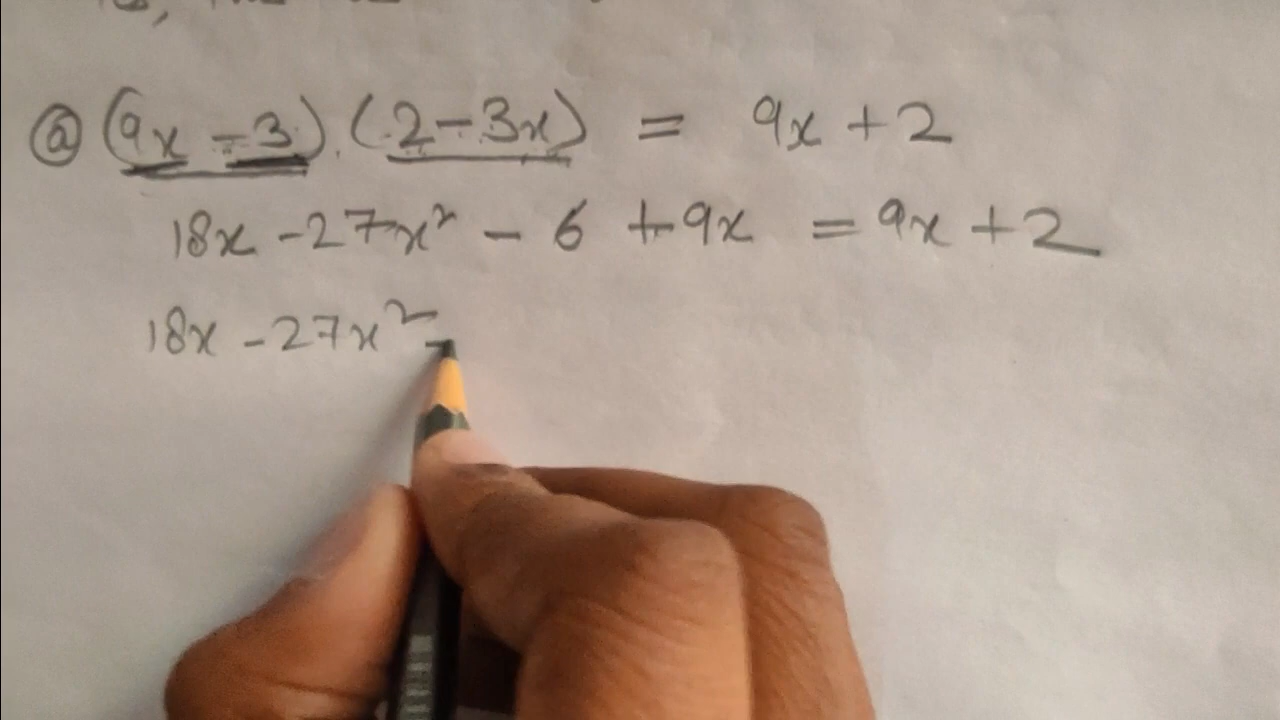 ⓐ (9x - 3) . (2 - 3x) = 9x + 2
18x - 27x² - 6 + 9x = 9x + 2
18x - 27x² -